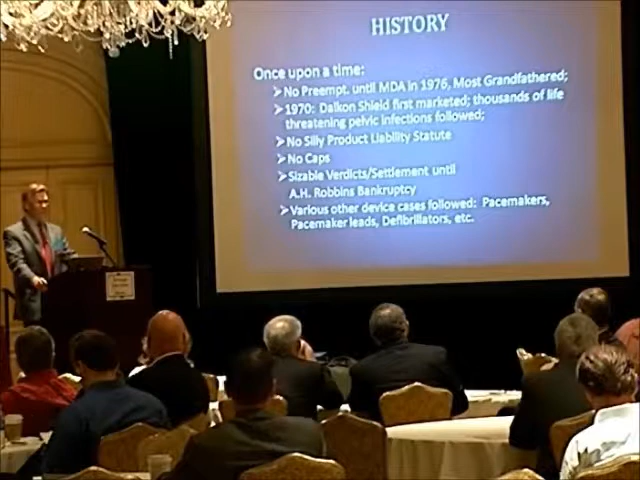 HISTORY
Once upon a time:
➢No Preempt. until MDA in 1976, Most Grandfathered;
➢1970: Dalkon Shield first marketed; thousands of life
threatening pelvic infections followed;
➢No Silly Product Liability Statute
➢No Caps
➢Sizable Verdicts/Settlement until
A.H. Robbins Bankruptcy
➢Various other device cases followed: Pacemakers,
Pacemaker leads, Defibrillators, etc.